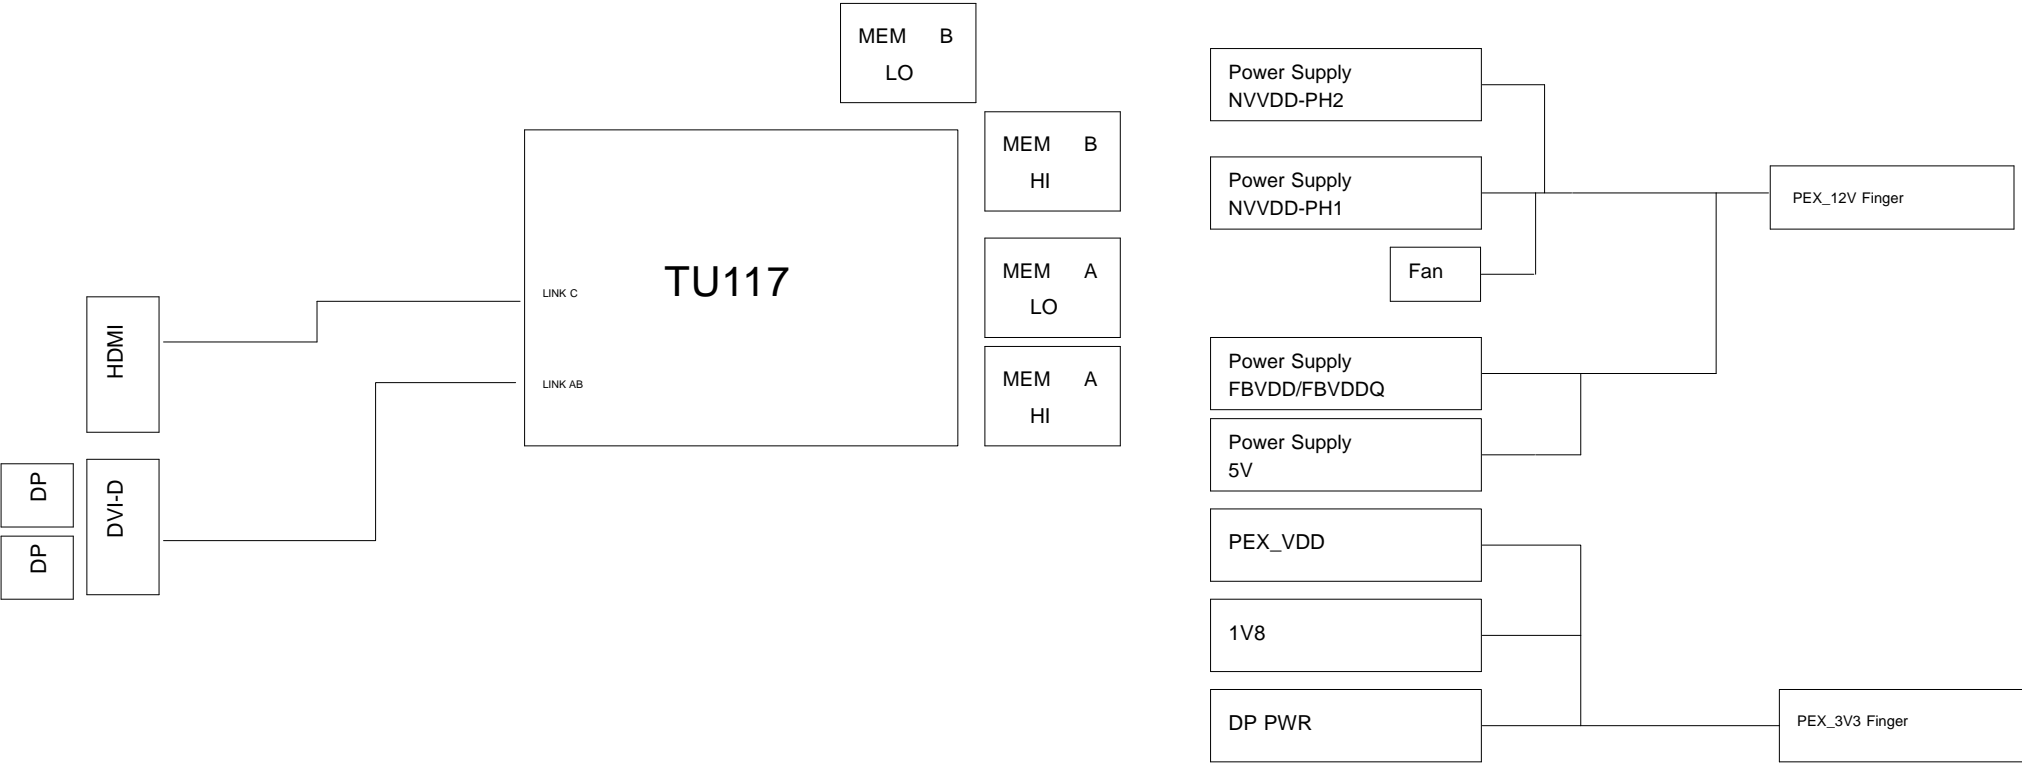 MEM B
LO
MEM B
HI
TU117
LINK C
LINK AB
MEM A
LO
MEM A
HI
HDMI
DVI-D
DP
DP
Power Supply
NVVDD-PH2
Power Supply
NVVDD-PH1
Fan
Power Supply
FBVDD/FBVDDQ
Power Supply
5V
PEX_VDD
1V8
DP PWR
PEX_12V Finger
PEX_3V3 Finger